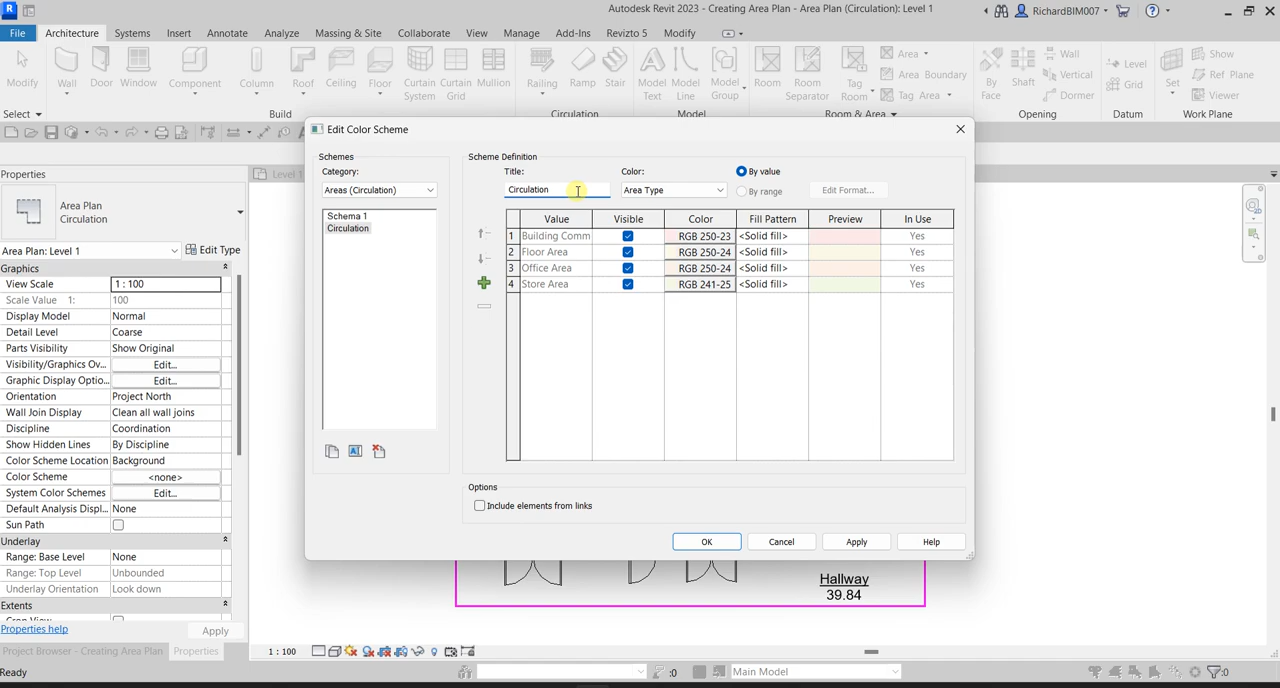 Autodesk Revit 2023 - Creating Area Plan - Area Plan (Circulation): Level 1
RichardBIM007
File Architecture Systems Insert Annotate Analyze Massing & Site Collaborate View Manage Add-Ins Revizto 5 Modify
Modify Wall Door Window Component Column Roof Ceiling Floor Curtain System Curtain Grid Mullion Railing Ramp Stair Model Text Model Line Model Group Room Room Separator Tag Room Area Area Boundary Tag Area By Face Shaft Wall Vertical Dormer Level Grid Set Show Ref Plane Viewer
Select Build Circulation Model Room & Area Opening Datum Work Plane
Properties
Level 1
Area Plan
Circulation
Area Plan: Level 1 Edit Type
Graphics
View Scale 1 : 100
Scale Value 1: 100
Display Model Normal
Detail Level Coarse
Parts Visibility Show Original
Visibility/Graphics Ov... Edit...
Graphic Display Optio... Edit...
Orientation Project North
Wall Join Display Clean all wall joins
Discipline Coordination
Show Hidden Lines By Discipline
Color Scheme Location Background
Color Scheme <none>
System Color Schemes Edit...
Default Analysis Displ... None
Sun Path
Underlay
Range: Base Level None
Range: Top Level Unbounded
Underlay Orientation Look down
Extents
Properties help Apply
Project Browser - Creating Area Plan Properties
Ready
Edit Color Scheme
Schemes
Category:
Areas (Circulation)
Schema 1
Circulation
Scheme Definition
Title: Color: By value
Circulation Area Type By range Edit Format...
Value Visible Color Fill Pattern Preview In Use
1 Building Comm RGB 250-23 <Solid fill> Yes
2 Floor Area RGB 250-24 <Solid fill> Yes
3 Office Area RGB 250-24 <Solid fill> Yes
4 Store Area RGB 241-25 <Solid fill> Yes
Options
Include elements from links
OK Cancel Apply Help
Hallway
39.84
1 : 100
:0 Main Model :0